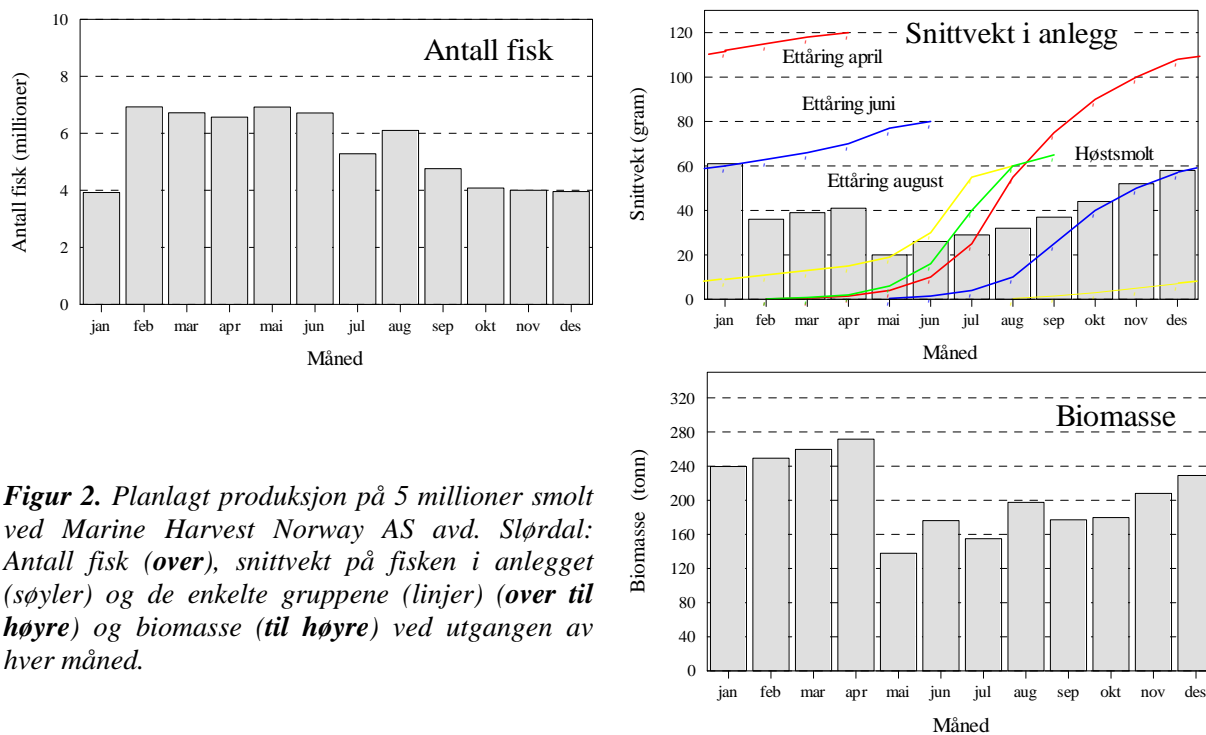 Antall fisk
Antall fisk (millioner)
10
8
6
4
2
0
jan feb mar apr mai jun jul aug sep okt nov des
Måned
Snittvekt i anlegg
Snittvekt (gram)
120
100
80
60
40
20
0
Ettåring april
Ettåring juni
Ettåring august
Høstsmolt
jan feb mar apr mai jun jul aug sep okt nov des
Måned
Biomasse
Biomasse (tonn)
320
280
240
200
160
120
80
40
0
jan feb mar apr mai jun jul aug sep okt nov des
Måned
Figur 2. Planlagt produksjon på 5 millioner smolt
ved Marine Harvest Norway AS avd. Slørdal:
Antall fisk (over), snittvekt på fisken i anlegget
(søyler) og de enkelte gruppene (linjer) (over til
høyre) og biomasse (til høyre) ved utgangen av
hver måned.